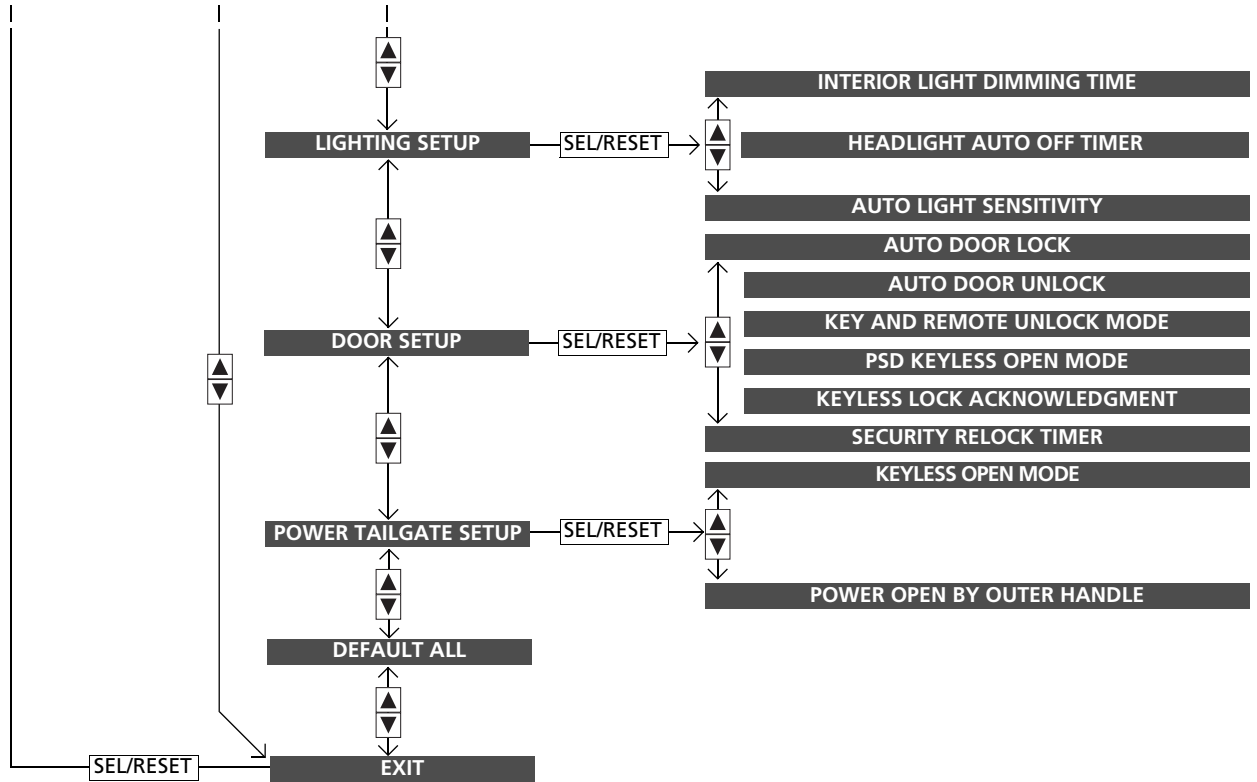 INTERIOR LIGHT DIMMING TIME
LIGHTING SETUP
SEL/RESET
HEADLIGHT AUTO OFF TIMER
AUTO LIGHT SENSITIVITY
AUTO DOOR LOCK
AUTO DOOR UNLOCK
KEY AND REMOTE UNLOCK MODE
DOOR SETUP
SEL/RESET
PSD KEYLESS OPEN MODE
KEYLESS LOCK ACKNOWLEDGMENT
SECURITY RELOCK TIMER
KEYLESS OPEN MODE
POWER TAILGATE SETUP
SEL/RESET
POWER OPEN BY OUTER HANDLE
DEFAULT ALL
SEL/RESET
EXIT